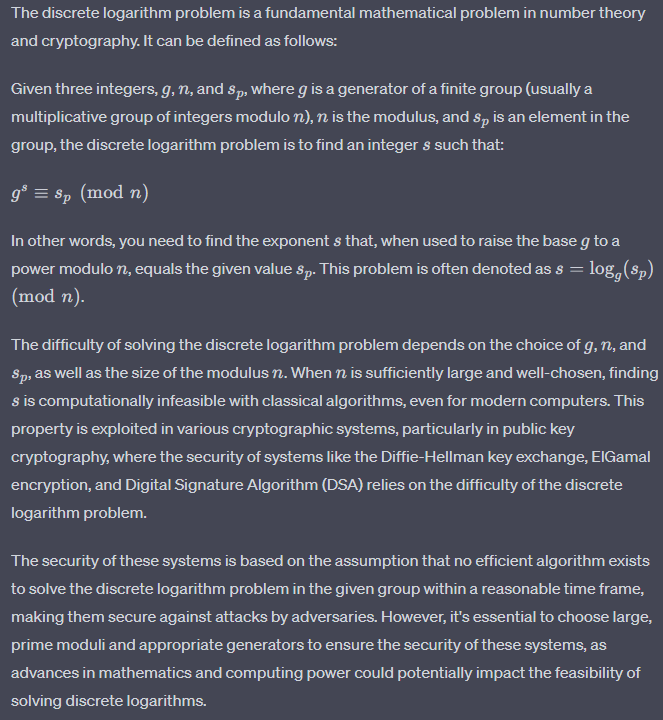 The discrete logarithm problem is a fundamental mathematical problem in number theory
and cryptography. It can be defined as follows:
Given three integers, g, n, and sₚ, where g is a generator of a finite group (usually a
multiplicative group of integers modulo n), n is the modulus, and sₚ is an element in the
group, the discrete logarithm problem is to find an integer s such that:
gˢ ≡ sₚ (mod n)
In other words, you need to find the exponent s that, when used to raise the base g to a
power modulo n, equals the given value sₚ. This problem is often denoted as s = log_g(sₚ)
(mod n).
The difficulty of solving the discrete logarithm problem depends on the choice of g, n, and
sₚ, as well as the size of the modulus n. When n is sufficiently large and well-chosen, finding
s is computationally infeasible with classical algorithms, even for modern computers. This
property is exploited in various cryptographic systems, particularly in public key
cryptography, where the security of systems like the Diffie-Hellman key exchange, ElGamal
encryption, and Digital Signature Algorithm (DSA) relies on the difficulty of the discrete
logarithm problem.
The security of these systems is based on the assumption that no efficient algorithm exists
to solve the discrete logarithm problem in the given group within a reasonable time frame,
making them secure against attacks by adversaries. However, it's essential to choose large,
prime moduli and appropriate generators to ensure the security of these systems, as
advances in mathematics and computing power could potentially impact the feasibility of
solving discrete logarithms.